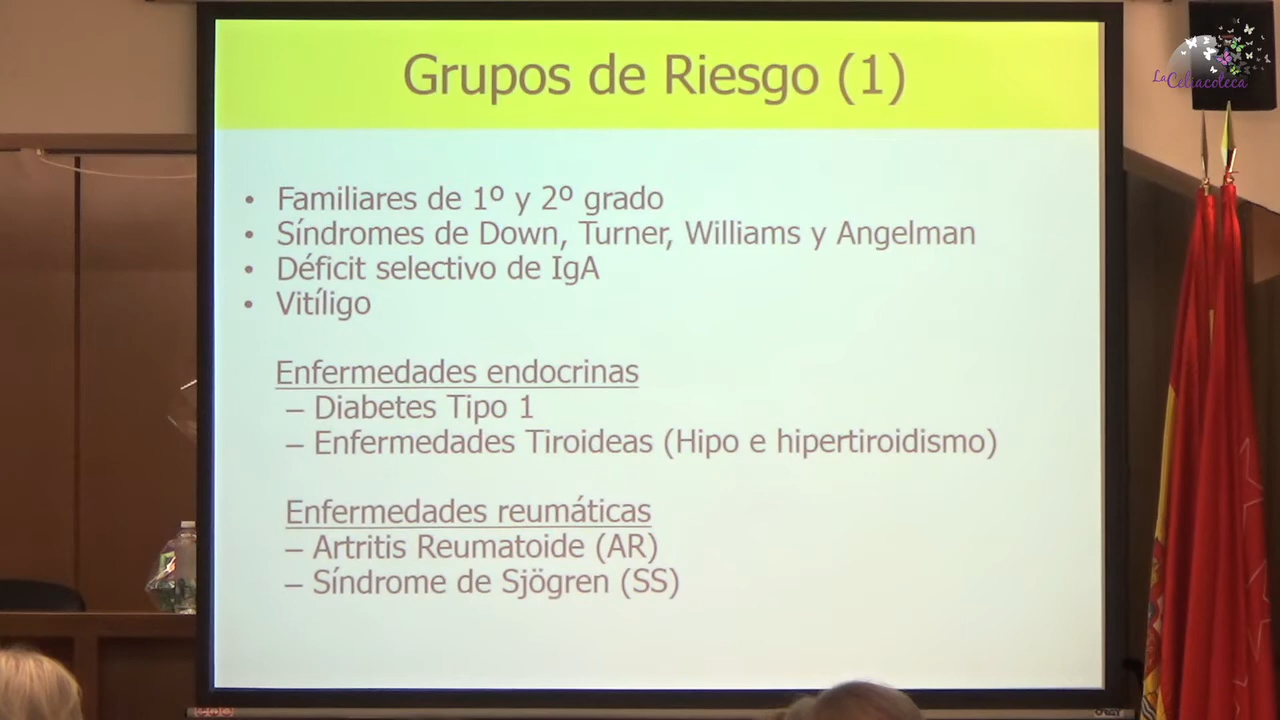 Grupos de Riesgo (1)
La
Celiacoteca
• Familiares de 1º y 2º grado
• Síndromes de Down, Turner, Williams y Angelman
• Déficit selectivo de IgA
• Vitíligo
Enfermedades endocrinas
– Diabetes Tipo 1
– Enfermedades Tiroideas (Hipo e hipertiroidismo)
Enfermedades reumáticas
– Artritis Reumatoide (AR)
– Síndrome de Sjögren (SS)